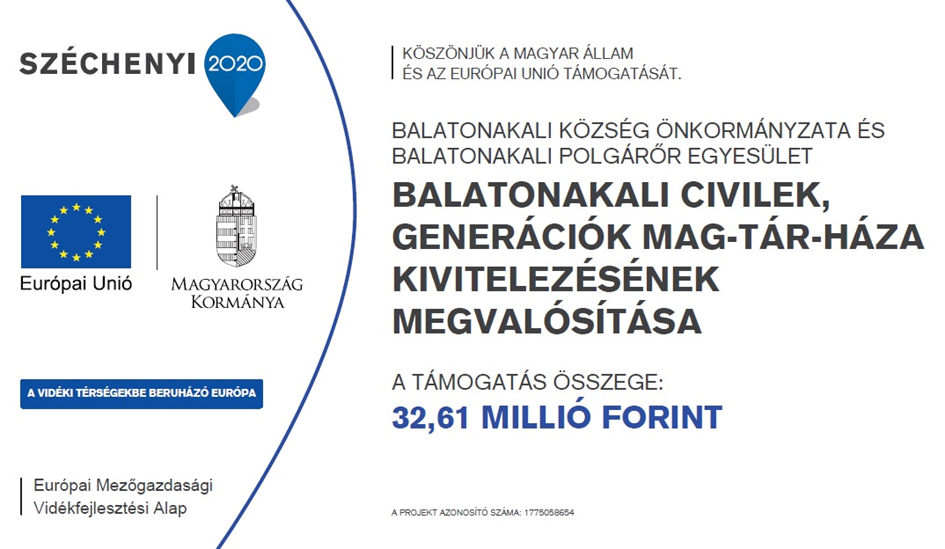 SZÉCHENYI 2020
Európai Unió
MAGYARORSZÁG
KORMÁNYA
A VIDÉKI TÉRSÉGEKBE BERUHÁZÓ EURÓPA
Európai Mezőgazdasági
Vidékfejlesztési Alap
KÖSZÖNJÜK A MAGYAR ÁLLAM
ÉS AZ EURÓPAI UNIÓ TÁMOGATÁSÁT.
BALATONAKALI KÖZSÉG ÖNKORMÁNYZATA ÉS
BALATONAKALI POLGÁRŐR EGYESÜLET
BALATONAKALI CIVILEK,
GENERÁCIÓK MAG-TÁR-HÁZA
KIVITELEZÉSÉNEK
MEGVALÓSÍTÁSA
A TÁMOGATÁS ÖSSZEGE:
32,61 MILLIÓ FORINT
A PROJEKT AZONOSÍTÓ SZÁMA: 1775058654